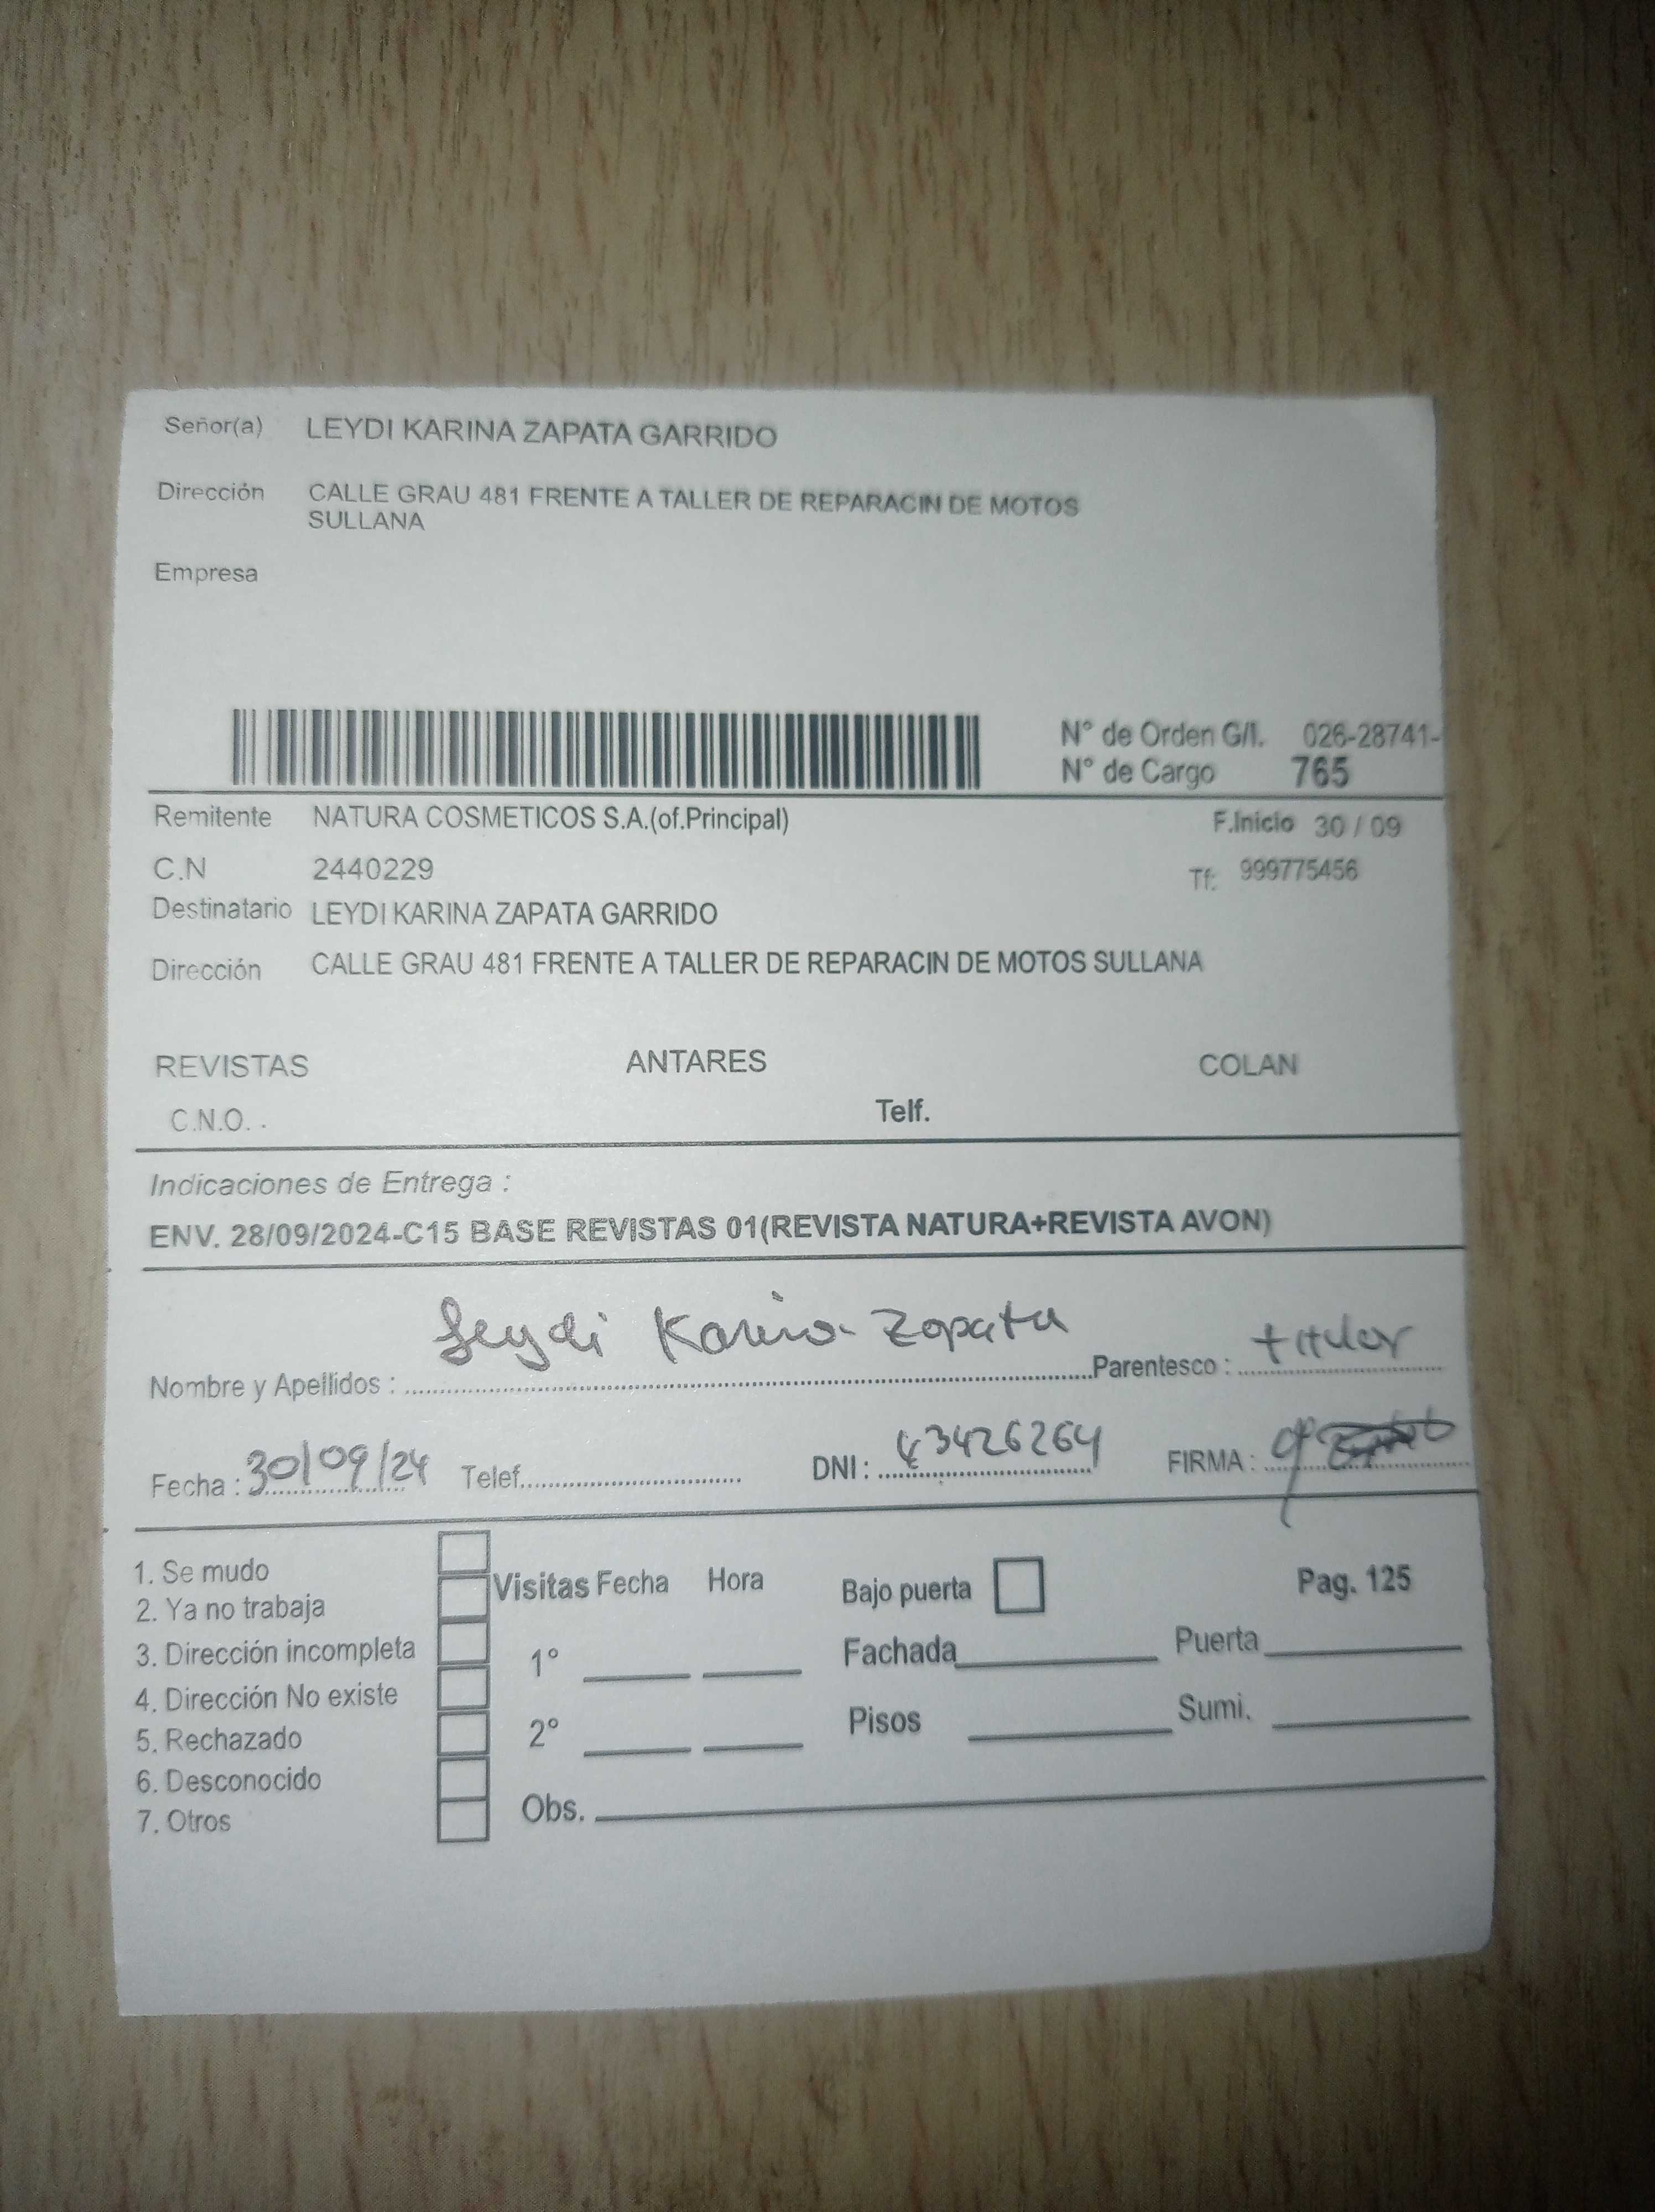 Señor(a) LEYDI KARINA ZAPATA GARRIDO
Dirección CALLE GRAU 481 FRENTE A TALLER DE REPARACIN DE MOTOS
SULLANA
Empresa
N° de Orden G/I. 026-28741-
N° de Cargo 765
Remitente NATURA COSMETICOS S.A.(of.Principal) F.Inicio 30 / 09
C.N 2440229 Tf: 999775456
Destinatario LEYDI KARINA ZAPATA GARRIDO
Dirección CALLE GRAU 481 FRENTE A TALLER DE REPARACIN DE MOTOS SULLANA
REVISTAS ANTARES COLAN
C.N.O. . Telf.
Indicaciones de Entrega :
ENV. 28/09/2024-C15 BASE REVISTAS 01(REVISTA NATURA+REVISTA AVON)
Nombre y Apellidos : Leydi Karina Zapata Parentesco : titular
Fecha : 30/09/24 Telef. DNI : 43426264 FIRMA :
1. Se mudo
2. Ya no trabaja
3. Dirección incompleta
4. Dirección No existe
5. Rechazado
6. Desconocido
7. Otros
Visitas Fecha Hora Bajo puerta Pag. 125
1° Fachada Puerta
2° Pisos Sumi.
Obs.